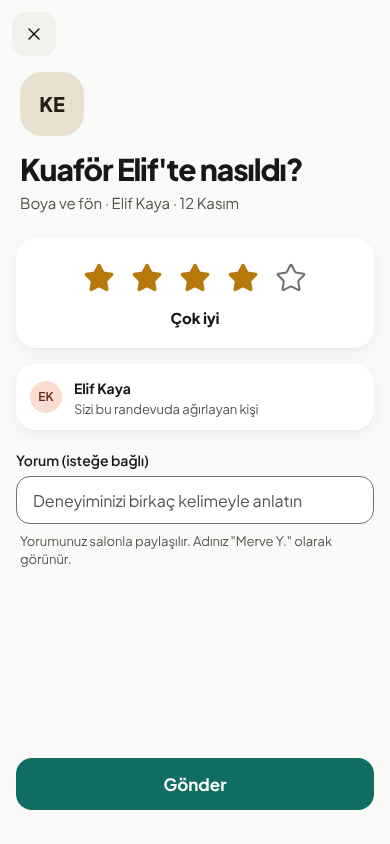 KE
Kuaför Elif'te nasıldı?
Boya ve fön · Elif Kaya · 12 Kasım
Çok iyi
EK
Elif Kaya
Sizi bu randevuda ağırlayan kişi
Yorum (isteğe bağlı)
Deneyiminizi birkaç kelimeyle anlatın
Yorumunuz salonla paylaşılır. Adınız "Merve Y." olarak
görünür.
Gönder